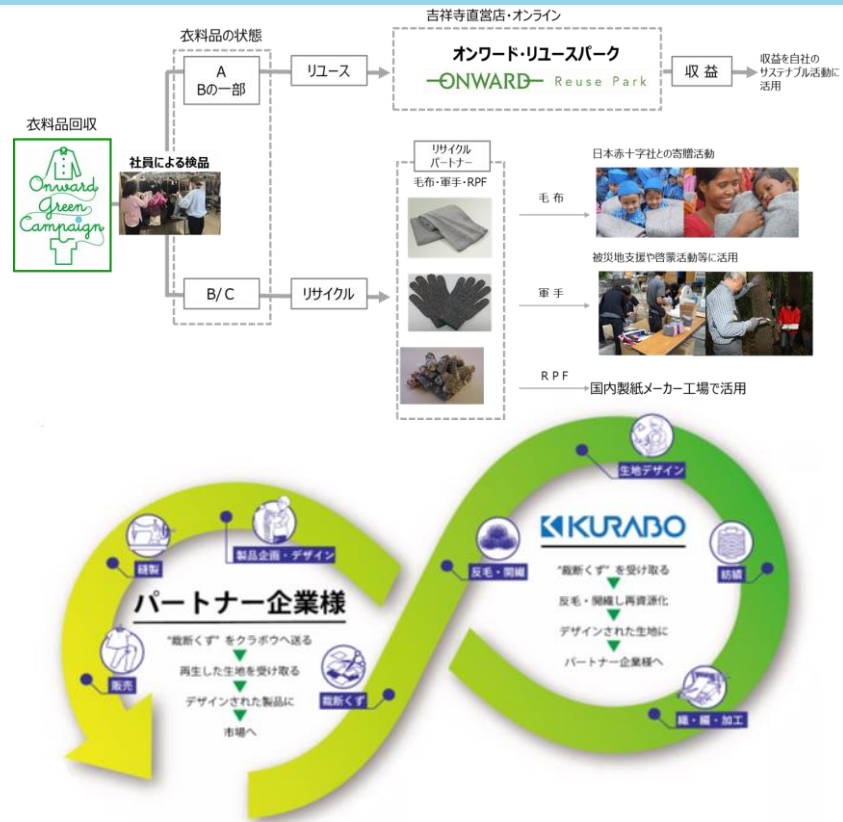 吉祥寺直営店・オンライン
衣料品の状態
A
Bの一部
リユース
オンワード・リユースパーク
ONWARD Reuse Park
収益
収益を自社の
サステナブル活動に
活用
衣料品回収
Onward
Green
Campaign
社員による検品
B/C
リサイクル
リサイクル
パートナー
毛布・軍手・RPF
毛布
日本赤十字社との寄贈活動
軍手
被災地支援や啓蒙活動等に活用
RPF
国内製紙メーカー工場で活用
生地デザイン
製品企画・デザイン
縫製
パートナー企業様
"裁断くず"をクラボウへ送る
再生した生地を受け取る
デザインされた製品に
市場へ
販売
裁断くず
反毛・開繊
KURABO
"裁断くず"を受け取る
反毛・開繊し再資源化
デザインされた生地に
パートナー企業様へ
紡績
織・編・加工